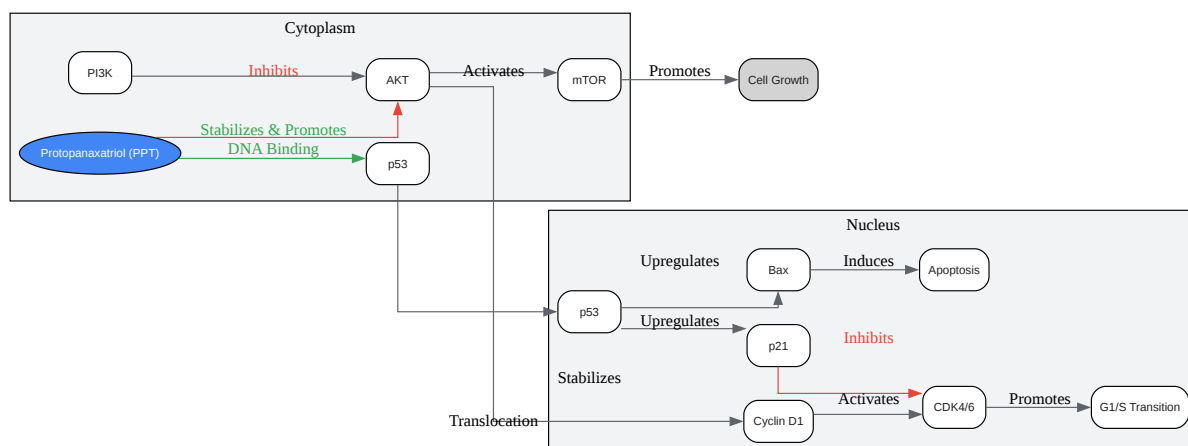 Cytoplasm
PI3K
Inhibits
AKT
Activates
mTOR
Promotes
Cell Growth
Protopanaxatriol (PPT)
Stabilizes & Promotes
DNA Binding
p53
Nucleus
Upregulates
Bax
Induces
Apoptosis
p53
Upregulates
p21
Inhibits
Stabilizes
Translocation
Cyclin D1
Activates
CDK4/6
Promotes
G1/S Transition